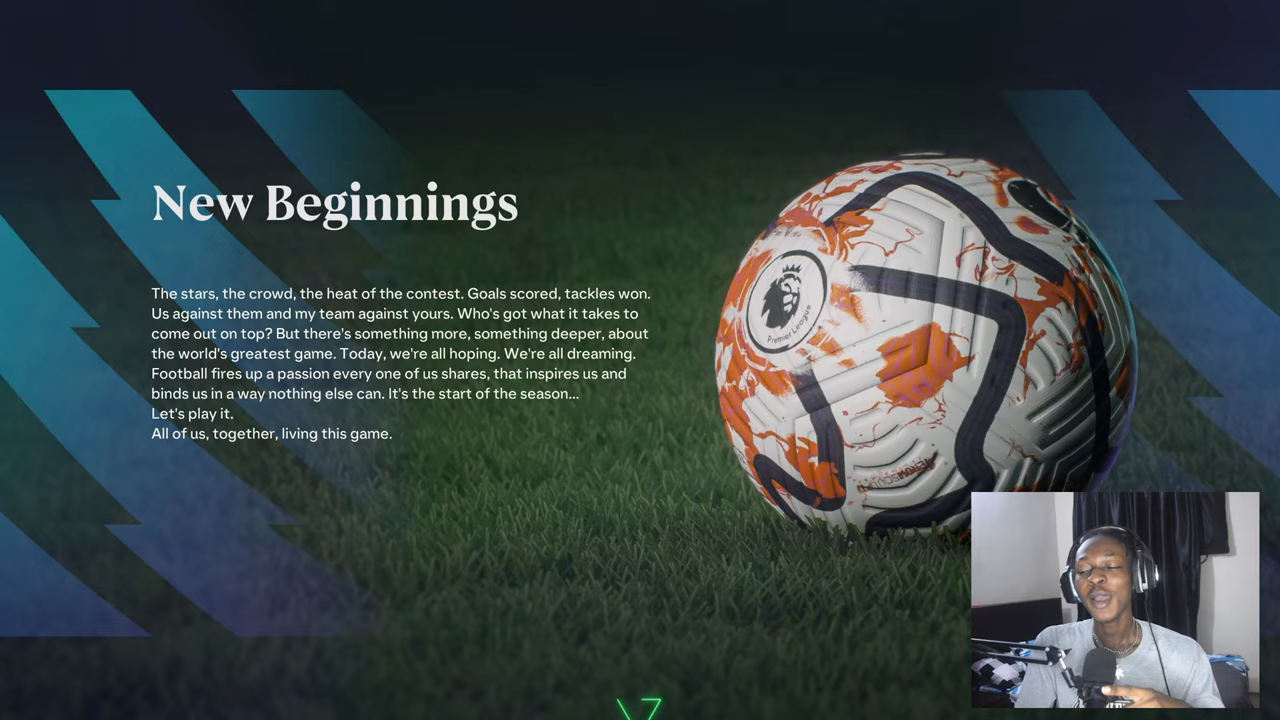 New Beginnings
The stars, the crowd, the heat of the contest. Goals scored, tackles won.
Us against them and my team against yours. Who's got what it takes to
come out on top? But there's something more, something deeper, about
the world's greatest game. Today, we're all hoping. We're all dreaming.
Football fires up a passion every one of us shares, that inspires us and
binds us in a way nothing else can. It's the start of the season...
Let's play it.
All of us, together, living this game.
Premier League